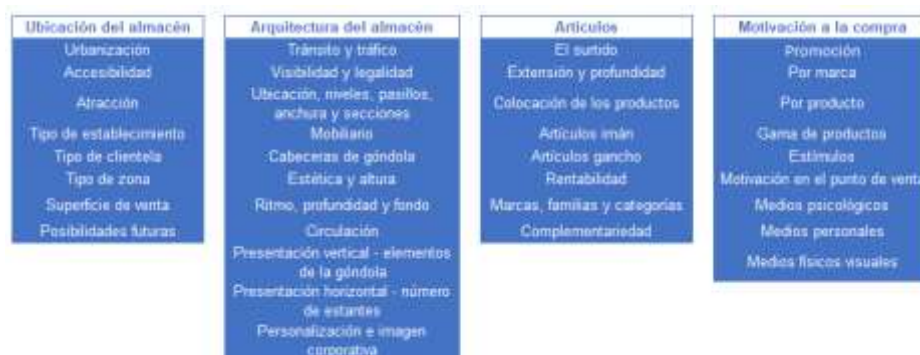 Ubicación del almacén
Urbanización
Accesibilidad
Atracción
Tipo de establecimiento
Tipo de clientela
Tipo de zona
Superficie de venta
Posibilidades futuras
Arquitectura del almacén
Tránsito y tráfico
Visibilidad y legalidad
Ubicación, niveles, pasillos,
anchura y secciones
Mobiliario
Cabeceras de góndola
Estética y altura
Ritmo, profundidad y fondo
Circulación
Presentación vertical - elementos
de la góndola
Presentación horizontal - número
de estantes
Personalización e imagen
corporativa
Artículos
El surtido
Extensión y profundidad
Colocación de los productos
Artículos imán
Artículos gancho
Rentabilidad
Marcas, familias y categorías
Complementariedad
Motivación a la compra
Promoción
Por marca
Por producto
Gama de productos
Estímulos
Motivación en el punto de venta
Medios psicológicos
Medios personales
Medios físicos visuales